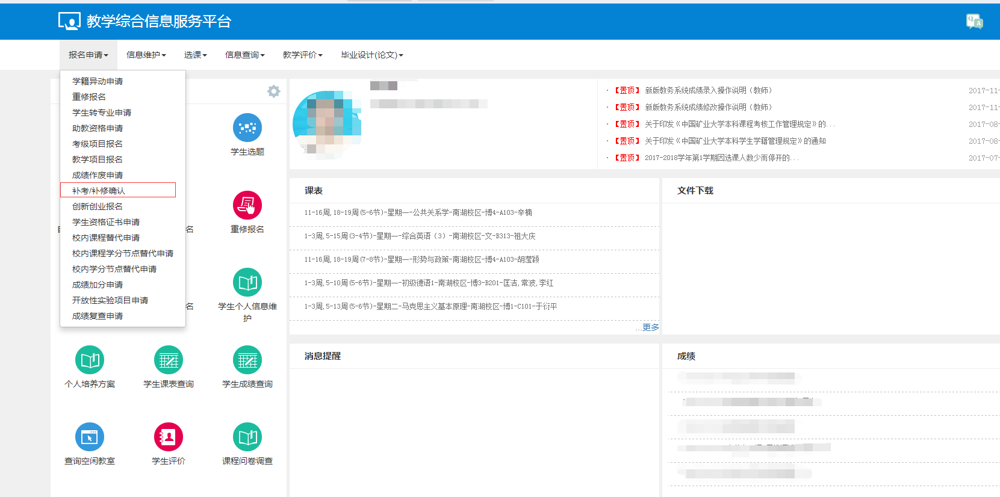 教学综合信息服务平台
报名申请 信息维护 选课 信息查询 教学评价 毕业设计(论文)
学籍异动申请
重修报名
学生转专业申请
助教资格申请
考级项目报名
教学项目报名
成绩作废申请
补考/补修确认
创新创业报名
学生资格证书申请
校内课程替代申请
校内课程学分节点替代申请
校内学分节点替代申请
成绩加分申请
开放性实验项目申请
成绩复查申请
学生选题
名
重修报名
名
学生个人信息维
护
个人培养方案
学生课表查询
学生成绩查询
查询空闲教室
学生评价
课程问卷调查
【置顶】 新版教务系统成绩录入操作说明（教师） 2017-11-
【置顶】 新版教务系统成绩修改操作说明（教师） 2017-11-
【置顶】 关于印发《中国矿业大学本科课程考核工作管理规定》的... 2017-08-
【置顶】 关于印发《中国矿业大学本科学生学籍管理规定》的通知 2017-08-
【置顶】 2017-2018学年第1学期因选课人数少而停开的... 2017-07-
课表
11-16周,18-19周(5-6节)-星期一-公共关系学-南湖校区-博4-A103-辛楠
1-3周,5-15周(3-4节)-星期一-综合英语（3）-南湖校区-文-B313-祖大庆
11-16周,18-19周(7-8节)-星期一-形势与政策-南湖校区-博4-A103-胡滢颖
1-3周,5-10周(5-6节)-星期一-初级德语1-南湖校区-博3-B201-匡洁,常波,李红
1-3周,5-13周(5-6节)-星期二-马克思主义基本原理-南湖校区-博1-C101-于衍平
...更多
文件下载
消息提醒
成绩